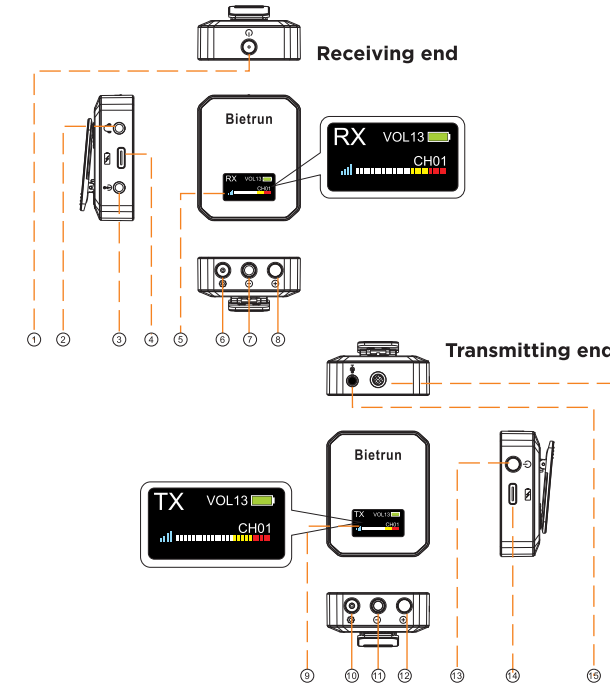 Receiving end
Bietrun
RX VOL13
CH01
RX VOL13
CH01
① ② ③ ④ ⑤ ⑥ ⑦ ⑧
Transmitting end
Bietrun
TX VOL13
CH01
TX VOL13
CH01
⑨ ⑩ ⑪ ⑫ ⑬ ⑭ ⑮